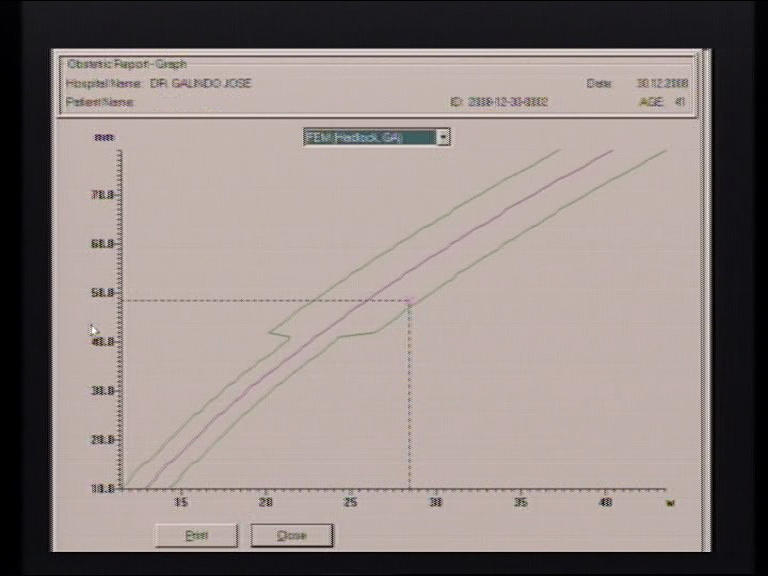 Obstetric Report - Graph
Hospital Name: DR. GALINDO JOSE Date: 30.12.2008
Patient Name: ID: 2008-12-30-0002 AGE: 41
mm FEM (Hadlock, GA)
70.0
60.0
50.0
40.0
30.0
20.0
10.0
15 20 25 30 35 40 w
Print Close